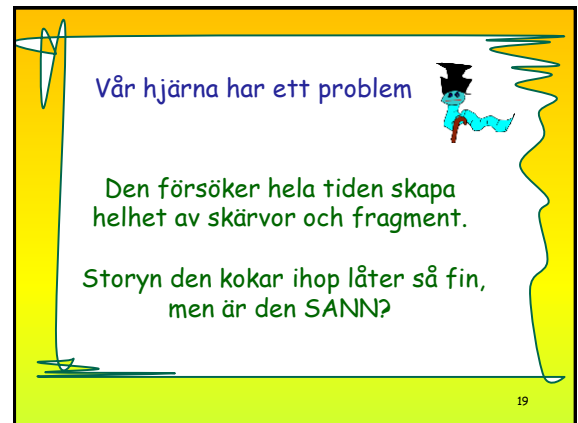 Vår hjärna har ett problem
Den försöker hela tiden skapa
helhet av skärvor och fragment.
Storyn den kokar ihop låter så fin,
men är den SANN?
19